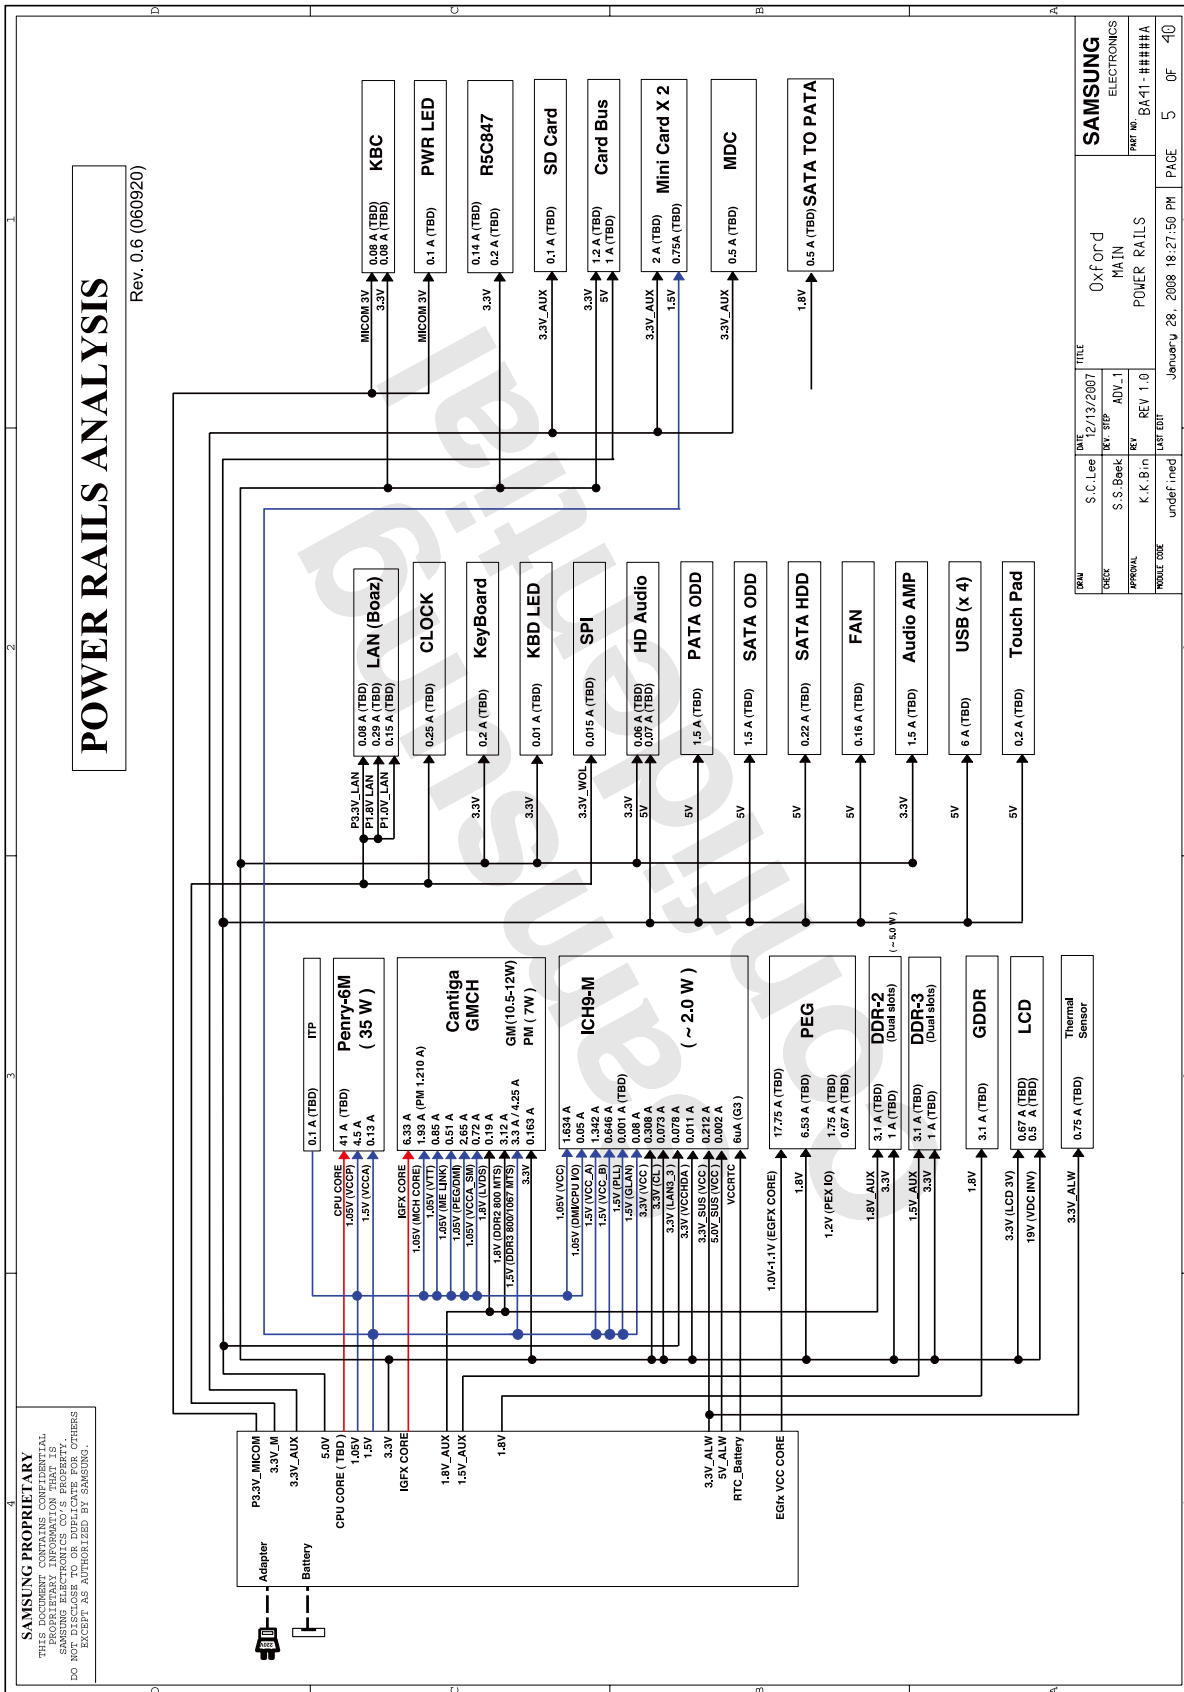 SAMSUNG PROPRIETARY
THIS DOCUMENT CONTAINS CONFIDENTIAL
PROPRIETARY INFORMATION THAT IS
SAMSUNG ELECTRONICS CO'S PROPERTY.
DO NOT DISCLOSE TO OR DUPLICATE FOR OTHERS
EXCEPT AS AUTHORIZED BY SAMSUNG.
4
3
2
1
D
C
B
A
POWER RAILS ANALYSIS
Rev. 0.6 (060920)
Samsung
Confidential
220V
Adapter
Battery
P3.3V_MICOM
3.3V_M
3.3V_AUX
5.0V
CPU CORE ( TBD )
1.05V
1.5V
3.3V
IGFX CORE
1.8V_AUX
1.5V_AUX
1.8V
3.3V_ALW
5V_ALW
RTC_Battery
EGfx VCC CORE
ITP
0.1 A (TBD)
Penry-6M
( 35 W )
CPU CORE 41 A (TBD)
1.05V (VCCP) 4.5 A
1.5V (VCCA) 0.13 A
Cantiga
GMCH
GM(10.5-12W)
PM ( 7W )
IGFX CORE 6.33 A
1.05V (MCH CORE) 1.93 A (PM 1.210 A)
1.05V (VTT) 0.85 A
1.05V (ME LINK) 0.51 A
1.05V (PEG/DMI) 2.65 A
1.05V (VCCA_SM) 0.72 A
1.8V (LVDS) 0.19 A
1.8V (DDR2 800 MTS) 3.12 A
1.5V (DDR3 800/1067 MTS) 3.3 A / 4.25 A
3.3V 0.163 A
ICH9-M
( ~ 2.0 W )
1.05V (VCC) 1.634 A
1.05V (DMI/CPU I/O) 0.05 A
1.5V (VCC_A) 1.342 A
1.5V (VCC_B) 0.646 A
1.5V (PLL) 0.001 A (TBD)
1.5V (GLAN) 0.08 A
3.3V (VCC ) 0.308 A
3.3V (CL ) 0.073 A
3.3V (LAN3_3 ) 0.078 A
3.3V (VCCHDA ) 0.011 A
3.3V_SUS (VCC ) 0.212 A
5.0V_SUS (VCC ) 0.002 A
VCCRTC 6uA (G3 )
PEG
1.0V-1.1V (EGFX CORE) 17.75 A (TBD)
1.8V 6.53 A (TBD)
1.2V (PEX IO) 1.75 A (TBD)
0.67 A (TBD)
DDR-2
(Dual slots)
( ~ 5.0 W )
1.8V_AUX 3.1 A (TBD)
3.3V 1 A (TBD)
DDR-3
(Dual slots)
1.5V_AUX 3.1 A (TBD)
3.3V 1 A (TBD)
GDDR
1.8V 3.1 A (TBD)
LCD
3.3V (LCD 3V) 0.67 A (TBD)
19V (VDC INV) 0.5 A (TBD)
Thermal
Sensor
3.3V_ALW 0.75 A (TBD)
LAN (Boaz)
P3.3V_LAN 0.08 A (TBD)
P1.8V LAN 0.29 A (TBD)
P1.0V_LAN 0.15 A (TBD)
CLOCK
0.25 A (TBD)
KeyBoard
3.3V 0.2 A (TBD)
KBD LED
3.3V 0.01 A (TBD)
SPI
3.3V_WOL 0.015 A (TBD)
HD Audio
3.3V 0.06 A (TBD)
5V 0.07 A (TBD)
PATA ODD
5V 1.5 A (TBD)
SATA ODD
5V 1.5 A (TBD)
SATA HDD
5V 0.22 A (TBD)
FAN
5V 0.16 A (TBD)
Audio AMP
3.3V 1.5 A (TBD)
USB (x 4)
5V 6 A (TBD)
Touch Pad
5V 0.2 A (TBD)
KBC
MICOM 3V 0.08 A (TBD)
3.3V 0.08 A (TBD)
PWR LED
MICOM 3V 0.1 A (TBD)
R5C847
0.14 A (TBD)
3.3V 0.2 A (TBD)
SD Card
3.3V_AUX 0.1 A (TBD)
Card Bus
3.3V 1.2 A (TBD)
5V 1 A (TBD)
Mini Card X 2
3.3V_AUX 2 A (TBD)
1.5V 0.75A (TBD)
MDC
3.3V_AUX 0.5 A (TBD)
SATA TO PATA
1.8V 0.5 A (TBD)
DRAW S.C.Lee
DATE 12/13/2007
TITLE
Oxford
MAIN
POWER RAILS
SAMSUNG
ELECTRONICS
CHECK S.S.Baek
DEV. STEP ADV_1
APPROVAL K.K.Bin
REV REV 1.0
PART NO. BA41-#####A
MODULE CODE undefined
LAST EDIT January 28, 2008 18:27:50 PM
PAGE 5 OF 40